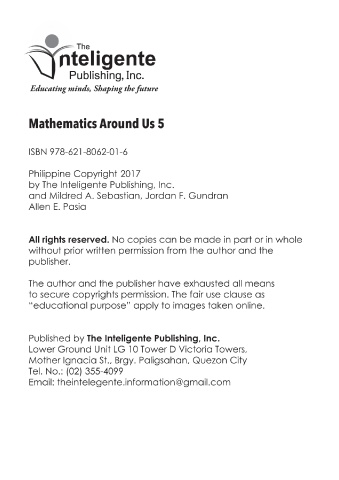 The
Inteligente
Publishing, Inc.
Educating minds, Shaping the future
Mathematics Around Us 5
ISBN 978-621-8062-01-6
Philippine Copyright 2017
by The Inteligente Publishing, Inc.
and Mildred A. Sebastian, Jordan F. Gundran
Allen E. Pasia
All rights reserved. No copies can be made in part or in whole
without prior written permission from the author and the
publisher.
The author and the publisher have exhausted all means
to secure copyrights permission. The fair use clause as
“educational purpose” apply to images taken online.
Published by The Inteligente Publishing, Inc.
Lower Ground Unit LG 10 Tower D Victoria Towers,
Mother Ignacia St., Brgy. Paligsahan, Quezon City
Tel. No.: (02) 355-4099
Email: theintelegente.information@gmail.com